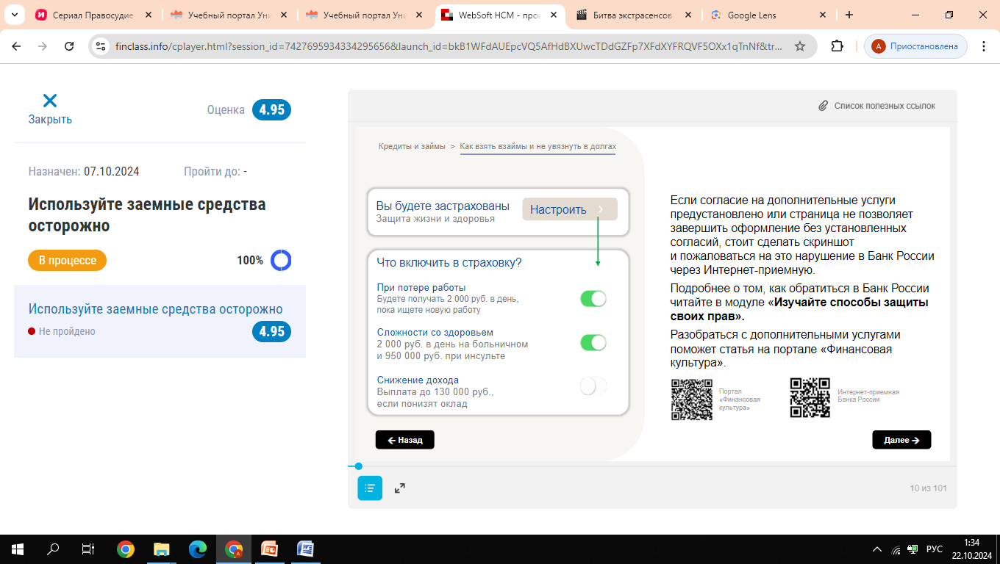 Сериал Правосудие
Учебный портал Уни
Учебный портал Уни
WebSoft HCM - про
Битва экстрасенсов
Google Lens
finclass.info/cplayer.html?session_id=7427695934334295656&launch_id=bkB1WFdAUEpcVQ5AfHdBXUwcTDdGZFp7XFdXYFRQVF5OXx1qTnNf&tr...
A Приостановлена
Закрыть
Оценка 4.95
Назначен: 07.10.2024 Пройти до: -
Используйте заемные средства
осторожно
В процессе 100%
Используйте заемные средства осторожно
Не пройдено 4.95
Список полезных ссылок
Кредиты и займы > Как взять взаймы и не увязнуть в долгах
Вы будете застрахованы
Защита жизни и здоровья
Настроить
Что включить в страховку?
При потере работы
Будете получать 2 000 руб. в день,
пока ищете новую работу
Сложности со здоровьем
2 000 руб. в день на больничном
и 950 000 руб. при инсульте
Снижение дохода
Выплата до 130 000 руб.,
если понизят оклад
Назад
Если согласие на дополнительные услуги
предустановлено или страница не позволяет
завершить оформление без установленных
согласий, стоит сделать скриншот
и пожаловаться на это нарушение в Банк России
через Интернет-приемную.
Подробнее о том, как обратиться в Банк России
читайте в модуле «Изучайте способы защиты
своих прав».
Разобраться с дополнительными услугами
поможет статья на портале «Финансовая
культура».
Портал
«Финансовая
культура»
Интернет-приемная
Банка России
Далее
10 из 101
РУС
1:34
22.10.2024